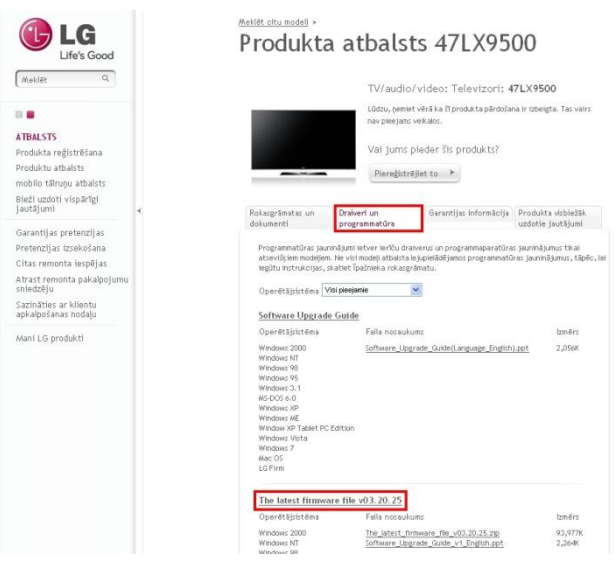 LG
Life's Good
Meklēt
ATBALSTS
Produkta reģistrēšana
Produktu atbalsts
mobilo tālruņu atbalsts
Bieži uzdoti vispārīgi
jautājumi
Garantijas pretenzijas
Pretenzijas izsekošana
Citas remonta iespējas
Atrast remonta pakalpojumu
sniedzēju
Sazināties ar klientu
apkalpošanas nodaļu
Mani LG produkti
Meklēt citu modeli
Produkta atbalsts 47LX9500
TV/audio/video: Televizori: 47LX9500
Lūdzu, ņemiet vērā ka šī produkta pārdošana ir izbeigta. Tas vairs
nav pieejams veikalos.
Vai jums pieder šis produkts?
Piereģistrējiet to
Rokasgrāmatas un
dokumenti
Draiveri un
programmatūra
Garantijas informācija
Produkta visbiežāk
uzdotie jautājumi
Programmatūras jauninājumi ietver ierīču draiverus un programmaparatūras jauninājumus tikai
atsevišķiem modeļiem. Ne visi modeļi atbalsta lejupielādējamos programmatūras jauninājumus, tāpēc, lai
iegūtu instrukcijas, skatiet īpašnieka rokasgrāmatu.
Operētājsistēma Visi pieejamie
Software Upgrade Guide
Operētājsistēma Faila nosaukums Izmērs
Windows 2000 Software_Upgrade_Guide(Language_English).ppt 2,056K
Windows NT
Windows 98
Windows 95
Windows 3.1
MS-DOS 6.0
Windows XP
Windows ME
Window XP Tablet PC Edition
Windows Vista
Windows 7
Mac OS
LG Firm
The latest firmware file v03.20.25
Operētājsistēma Faila nosaukums Izmērs
Windows 2000 The_latest_firmware_file_v03.20.25.zip 93,977K
Windows NT Software_Upgrade_Guide_v1_English.ppt 2,264K
Windows 98